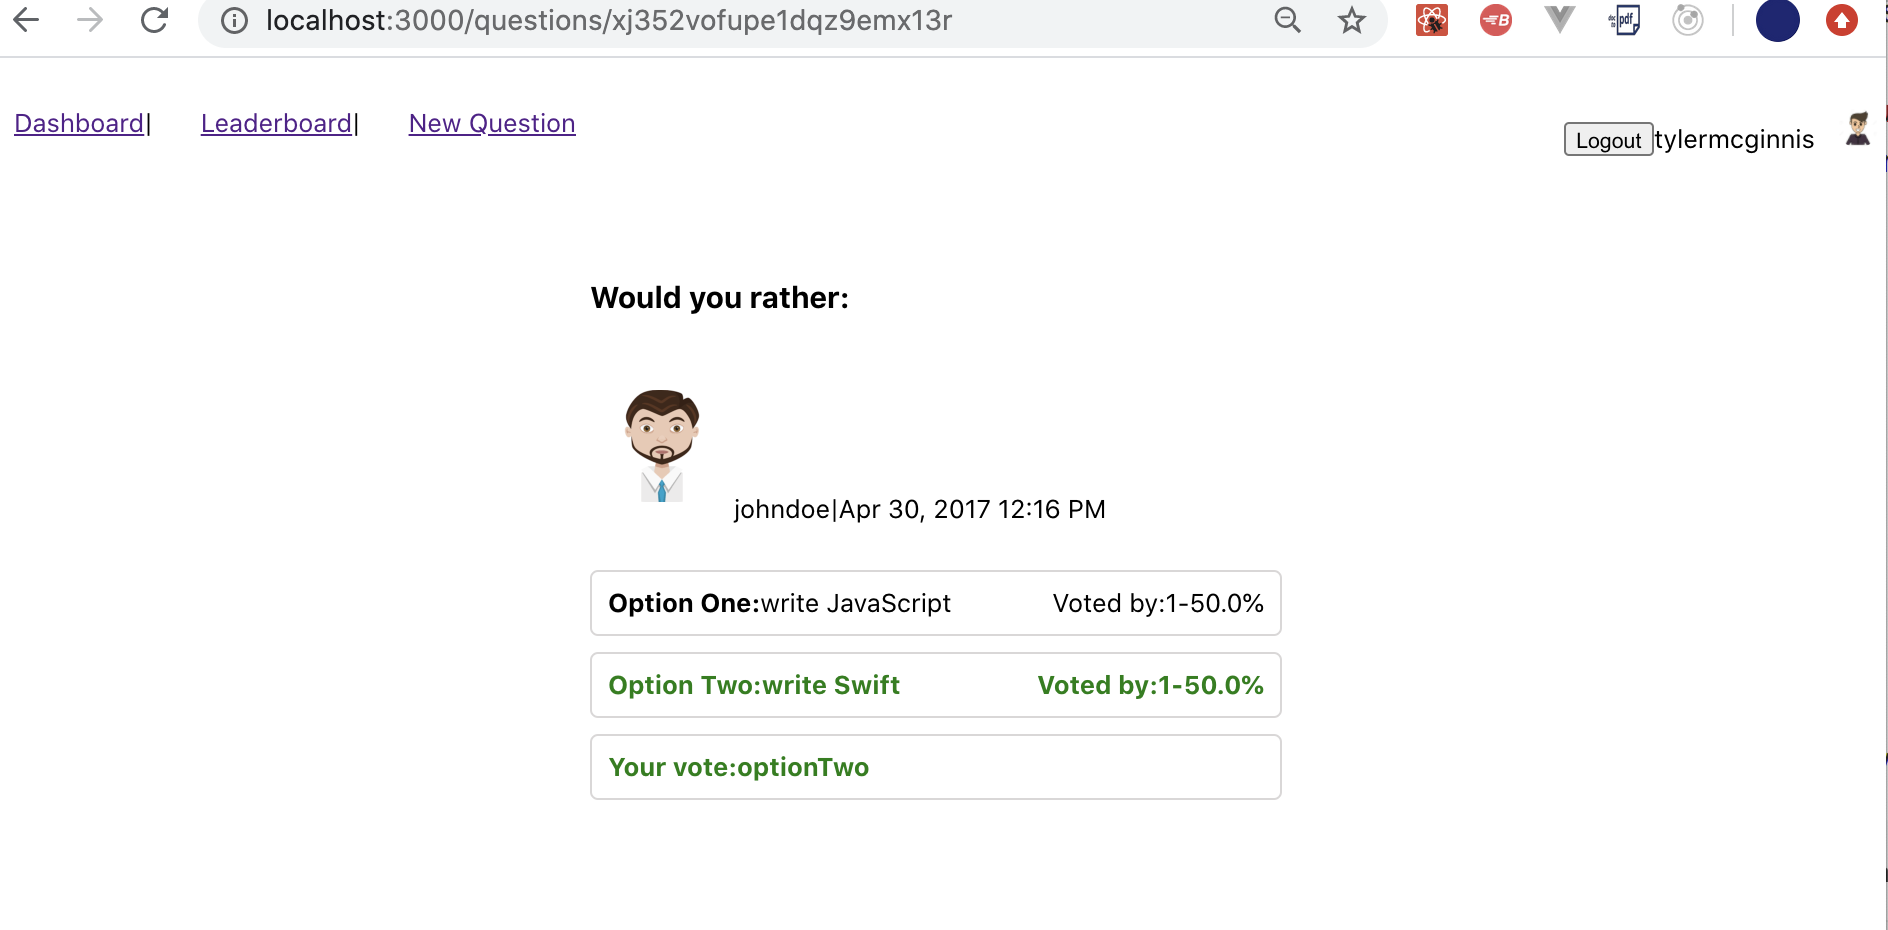 localhost:3000/questions/xj352vofupe1dqz9emx13r
Dashboard| Leaderboard| New Question
Logout tylermcginnis
Would you rather:
johndoe|Apr 30, 2017 12:16 PM
Option One:write JavaScript Voted by:1-50.0%
Option Two:write Swift Voted by:1-50.0%
Your vote:optionTwo